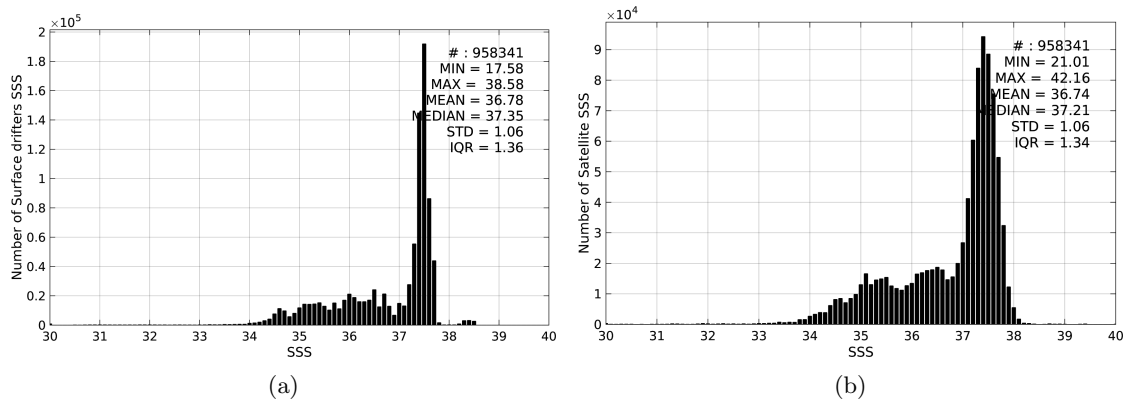 ×10⁵
Number of Surface drifters SSS
2
1.8
1.6
1.4
1.2
1
0.8
0.6
0.4
0.2
0
# : 958341
MIN = 17.58
MAX = 38.58
MEAN = 36.78
MEDIAN = 37.35
STD = 1.06
IQR = 1.36
30 31 32 33 34 35 36 37 38 39 40
SSS
(a)
×10⁴
Number of Satellite SSS
9
8
7
6
5
4
3
2
1
0
# : 958341
MIN = 21.01
MAX = 42.16
MEAN = 36.74
MEDIAN = 37.21
STD = 1.06
IQR = 1.34
30 31 32 33 34 35 36 37 38 39 40
SSS
(b)